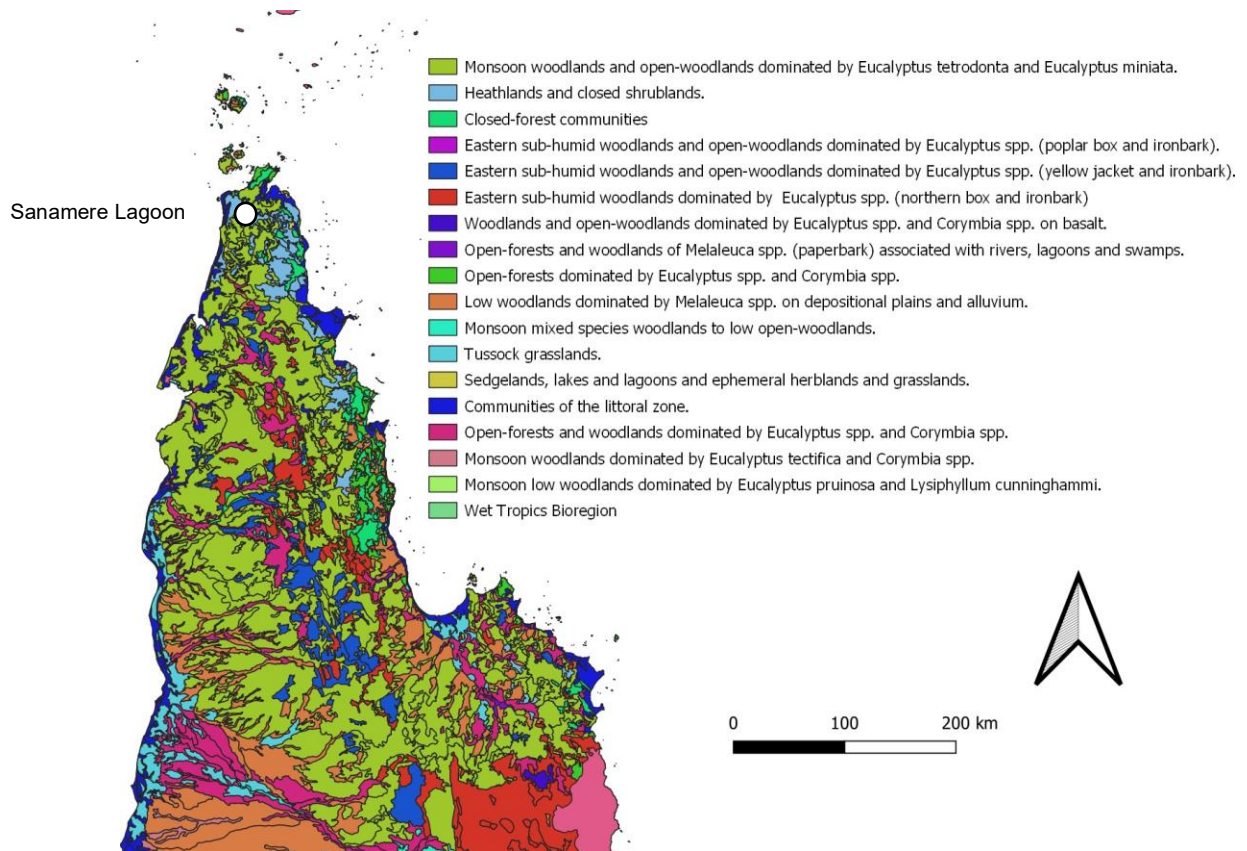 Monsoon woodlands and open-woodlands dominated by Eucalyptus tetrodonta and Eucalyptus miniata.
Heathlands and closed shrublands.
Closed-forest communities
Eastern sub-humid woodlands and open-woodlands dominated by Eucalyptus spp. (poplar box and ironbark).
Eastern sub-humid woodlands and open-woodlands dominated by Eucalyptus spp. (yellow jacket and ironbark).
Eastern sub-humid woodlands dominated by  Eucalyptus spp. (northern box and ironbark)
Sanamere Lagoon
Woodlands and open-woodlands dominated by Eucalyptus spp. and Corymbia spp. on basalt.
Open-forests and woodlands of Melaleuca spp. (paperbark) associated with rivers, lagoons and swamps.
Open-forests dominated by Eucalyptus spp. and Corymbia spp.
Low woodlands dominated by Melaleuca spp. on depositional plains and alluvium.
Monsoon mixed species woodlands to low open-woodlands.
Tussock grasslands.
Sedgelands, lakes and lagoons and ephemeral herblands and grasslands.
Communities of the littoral zone.
Open-forests and woodlands dominated by Eucalyptus spp. and Corymbia spp.
Monsoon woodlands dominated by Eucalyptus tectifica and Corymbia spp.
Monsoon low woodlands dominated by Eucalyptus pruinosa and Lysiphyllum cunninghammi.
Wet Tropics Bioregion
0 100 200 km